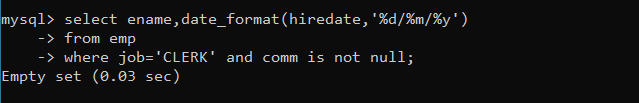 mysql> select ename,date_format(hiredate,'%d/%m/%y')
    -> from emp
    -> where job='CLERK' and comm is not null;
Empty set (0.03 sec)